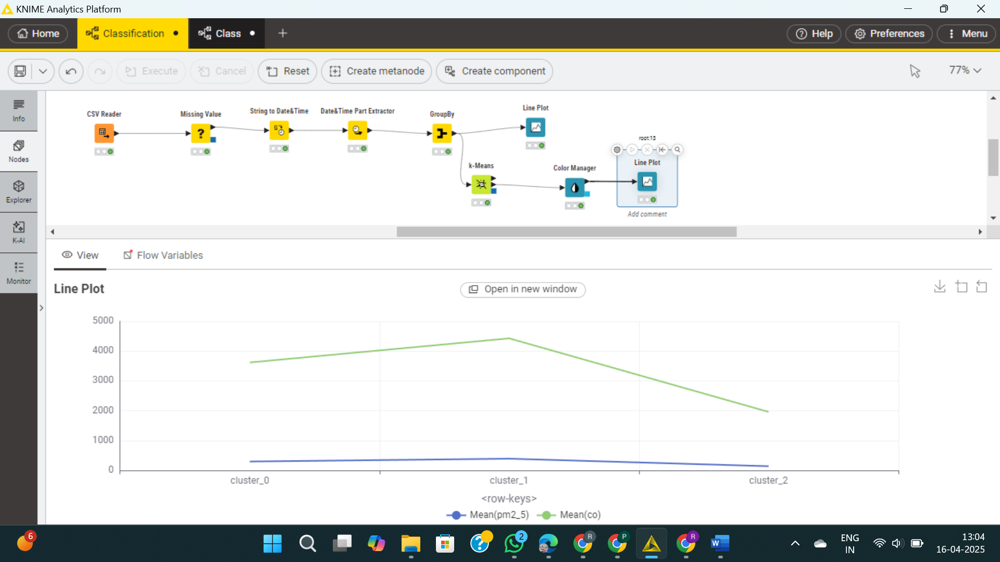 KNIME Analytics Platform
Home
Classification
Class
Help
Preferences
Menu
Execute
Cancel
Reset
Create metanode
Create component
77%
Info
Nodes
Explorer
K-AI
Monitor
CSV Reader
Missing Value
String to Date&Time
Date&Time Part Extractor
GroupBy
Line Plot
k-Means
Color Manager
root:15
Line Plot
Add comment
View
Flow Variables
Line Plot
Open in new window
5000
4000
3000
2000
1000
0
cluster_0
cluster_1
cluster_2
<row-keys>
Mean(pm2_5)
Mean(co)
6
2
R
P
R
W
ENG
IN
13:04
16-04-2025